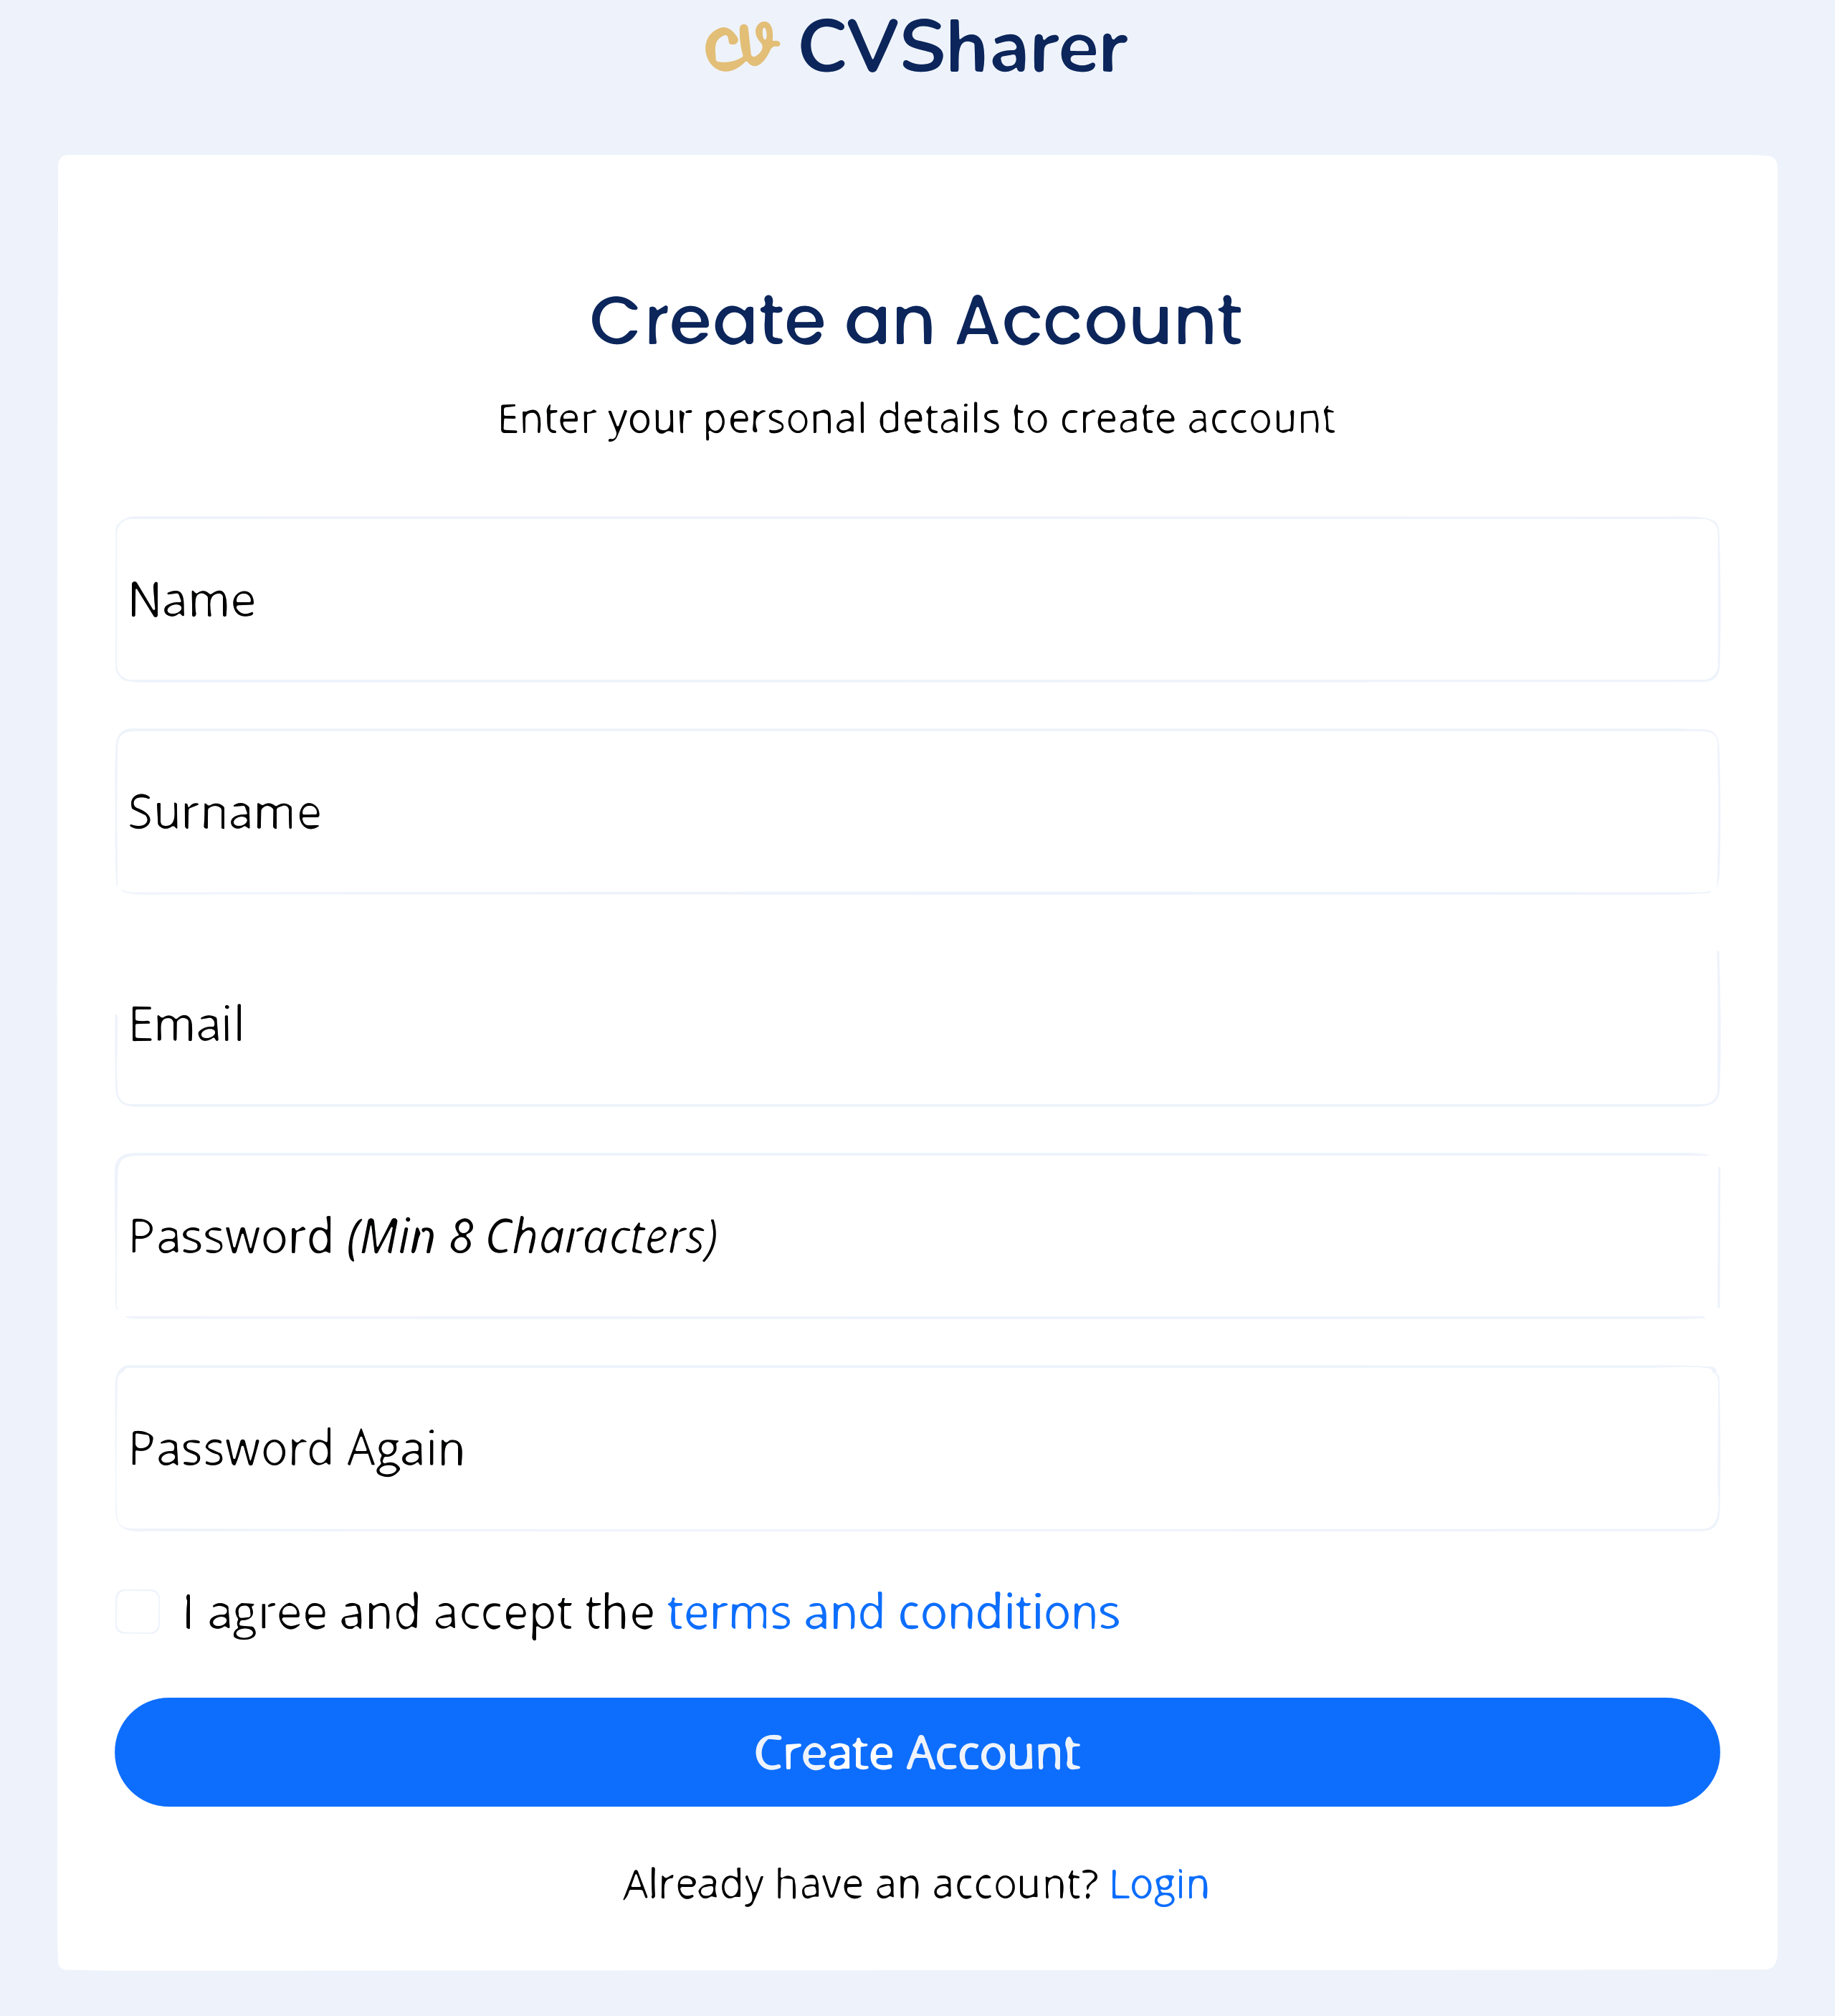 cv CVSharer
Create an Account
Enter your personal details to create account
Name
Surname
Email
Password (Min 8 Characters)
Password Again
I agree and accept the terms and conditions
Create Account
Already have an account? Login